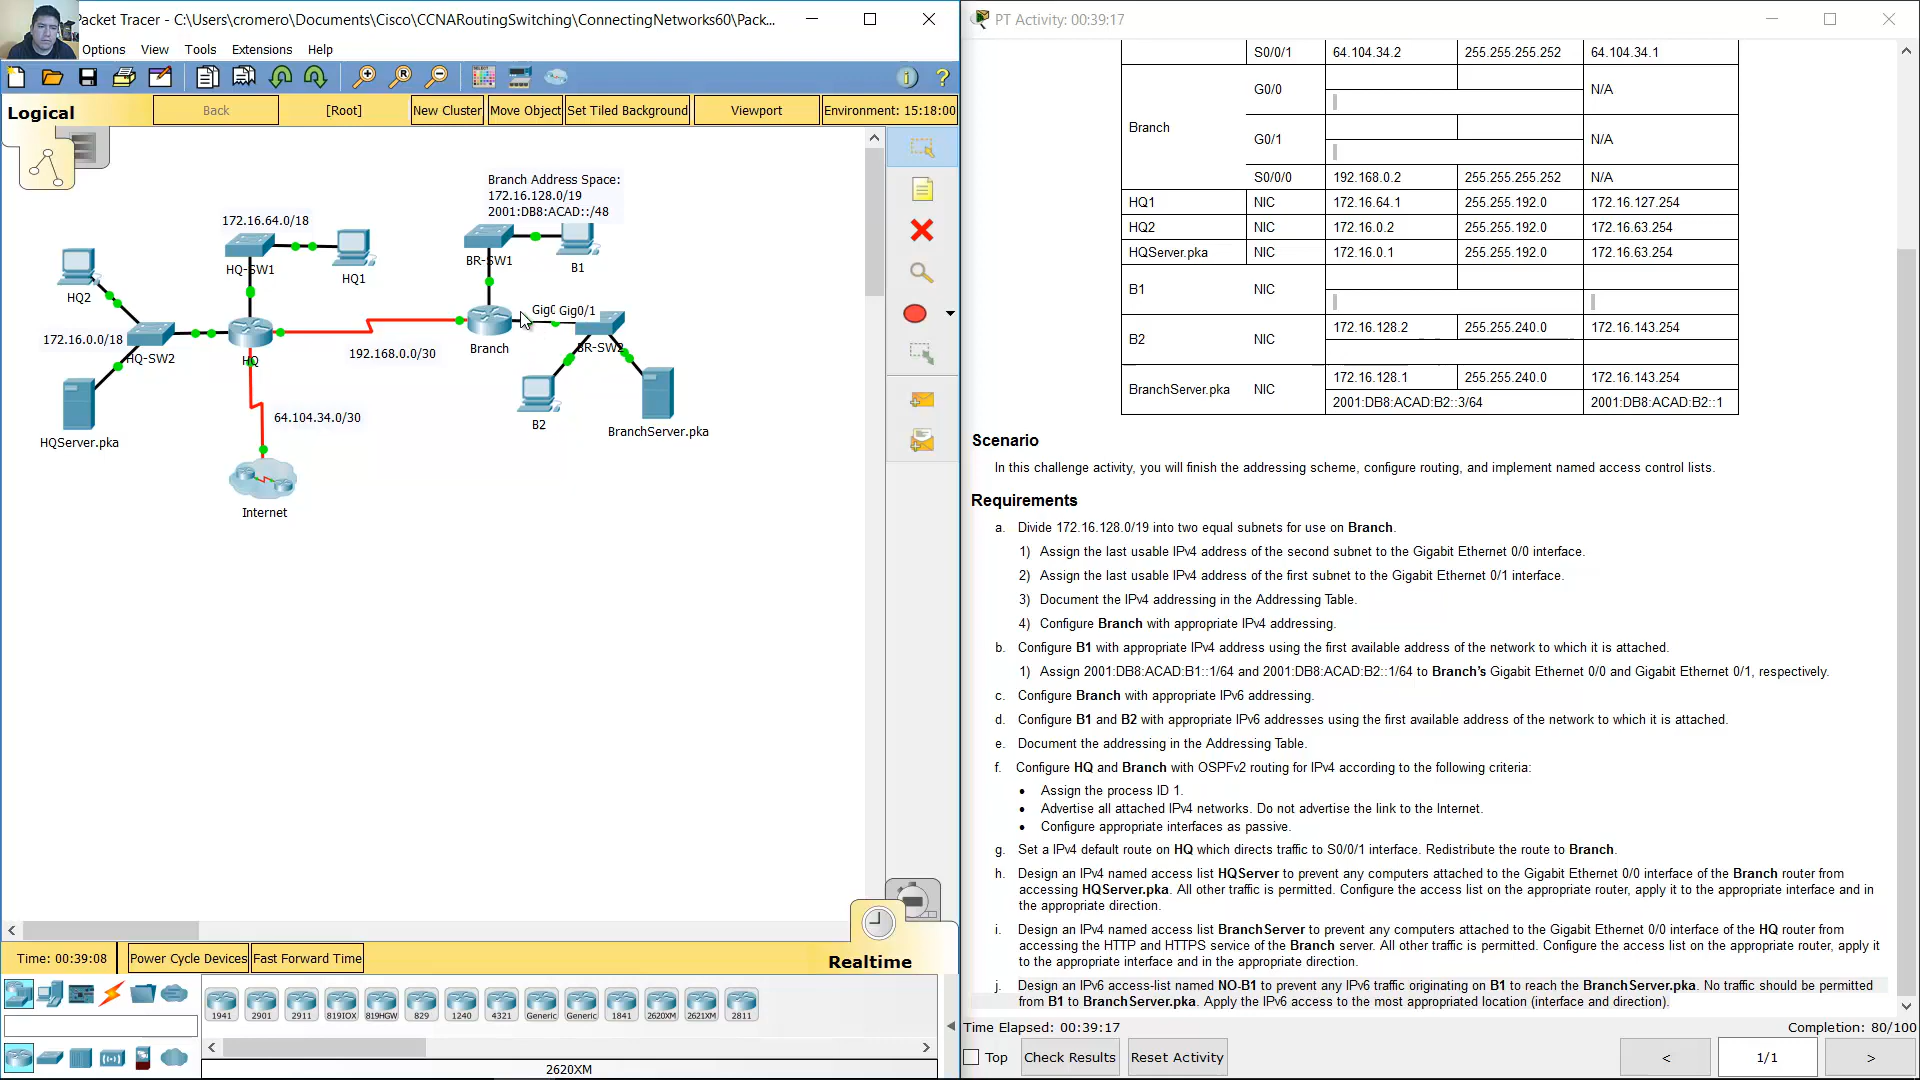 Packet Tracer - C:\Users\cromero\Documents\Cisco\CCNARoutingSwitching\ConnectingNetworks60\Pack...
Options View Tools Extensions Help
Logical
Back
[Root]
New Cluster
Move Object
Set Tiled Background
Viewport
Environment: 15:18:00
Branch Address Space:
172.16.128.0/19
2001:DB8:ACAD::/48
172.16.64.0/18
BR-SW1
B1
HQ-SW1
HQ1
HQ2
Gig0/1
172.16.0.0/18
HQ-SW2
HQ
192.168.0.0/30
Branch
BR-SW2
64.104.34.0/30
HQServer.pka
B2
BranchServer.pka
Internet
Time: 00:39:08
Power Cycle Devices
Fast Forward Time
Realtime
1941
2901
2911
819IOX
819HGW
829
1240
4321
Generic
Generic
1841
2620XM
2621XM
2811
2620XM
PT Activity: 00:39:17
S0/0/1 64.104.34.2 255.255.255.252 64.104.34.1
G0/0 N/A
Branch
G0/1 N/A
S0/0/0 192.168.0.2 255.255.255.252 N/A
HQ1 NIC 172.16.64.1 255.255.192.0 172.16.127.254
HQ2 NIC 172.16.0.2 255.255.192.0 172.16.63.254
HQServer.pka NIC 172.16.0.1 255.255.192.0 172.16.63.254
B1 NIC
172.16.128.2 255.255.240.0 172.16.143.254
B2 NIC
172.16.128.1 255.255.240.0 172.16.143.254
BranchServer.pka NIC
2001:DB8:ACAD:B2::3/64 2001:DB8:ACAD:B2::1
Scenario
In this challenge activity, you will finish the addressing scheme, configure routing, and implement named access control lists.
Requirements
a. Divide 172.16.128.0/19 into two equal subnets for use on Branch.
1) Assign the last usable IPv4 address of the second subnet to the Gigabit Ethernet 0/0 interface.
2) Assign the last usable IPv4 address of the first subnet to the Gigabit Ethernet 0/1 interface.
3) Document the IPv4 addressing in the Addressing Table.
4) Configure Branch with appropriate IPv4 addressing.
b. Configure B1 with appropriate IPv4 address using the first available address of the network to which it is attached.
1) Assign 2001:DB8:ACAD:B1::1/64 and 2001:DB8:ACAD:B2::1/64 to Branch's Gigabit Ethernet 0/0 and Gigabit Ethernet 0/1, respectively.
c. Configure Branch with appropriate IPv6 addressing.
d. Configure B1 and B2 with appropriate IPv6 addresses using the first available address of the network to which it is attached.
e. Document the addressing in the Addressing Table.
f. Configure HQ and Branch with OSPFv2 routing for IPv4 according to the following criteria:
• Assign the process ID 1.
• Advertise all attached IPv4 networks. Do not advertise the link to the Internet.
• Configure appropriate interfaces as passive.
g. Set a IPv4 default route on HQ which directs traffic to S0/0/1 interface. Redistribute the route to Branch.
h. Design an IPv4 named access list HQServer to prevent any computers attached to the Gigabit Ethernet 0/0 interface of the Branch router from
accessing HQServer.pka. All other traffic is permitted. Configure the access list on the appropriate router, apply it to the appropriate interface and in
the appropriate direction.
i. Design an IPv4 named access list BranchServer to prevent any computers attached to the Gigabit Ethernet 0/0 interface of the HQ router from
accessing the HTTP and HTTPS service of the Branch server. All other traffic is permitted. Configure the access list on the appropriate router, apply it
to the appropriate interface and in the appropriate direction.
j. Design an IPv6 access-list named NO-B1 to prevent any IPv6 traffic originating on B1 to reach the BranchServer.pka. No traffic should be permitted
from B1 to BranchServer.pka. Apply the IPv6 access to the most appropriated location (interface and direction).
Time Elapsed: 00:39:17
Completion: 80/100
Top
Check Results
Reset Activity
<
1/1
>